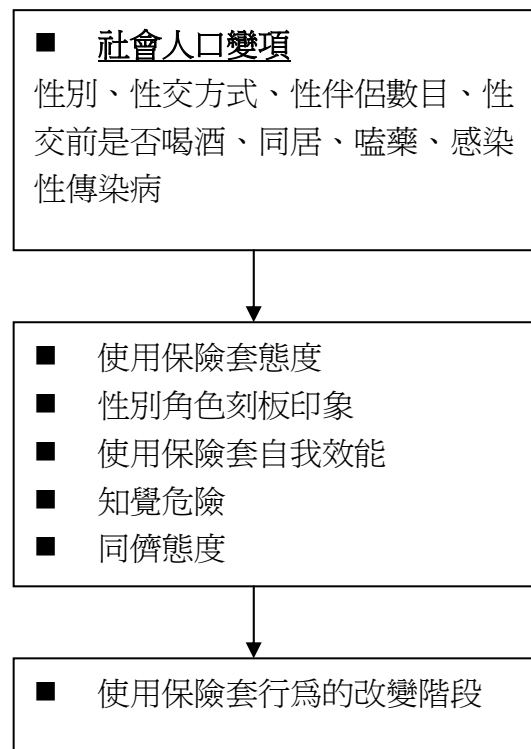 ■ 社會人口變項
性別、性交方式、性伴侶數目、性
交前是否喝酒、同居、嗑藥、感染
性傳染病
■ 使用保險套態度
■ 性別角色刻板印象
■ 使用保險套自我效能
■ 知覺危險
■ 同儕態度
■ 使用保險套行為的改變階段